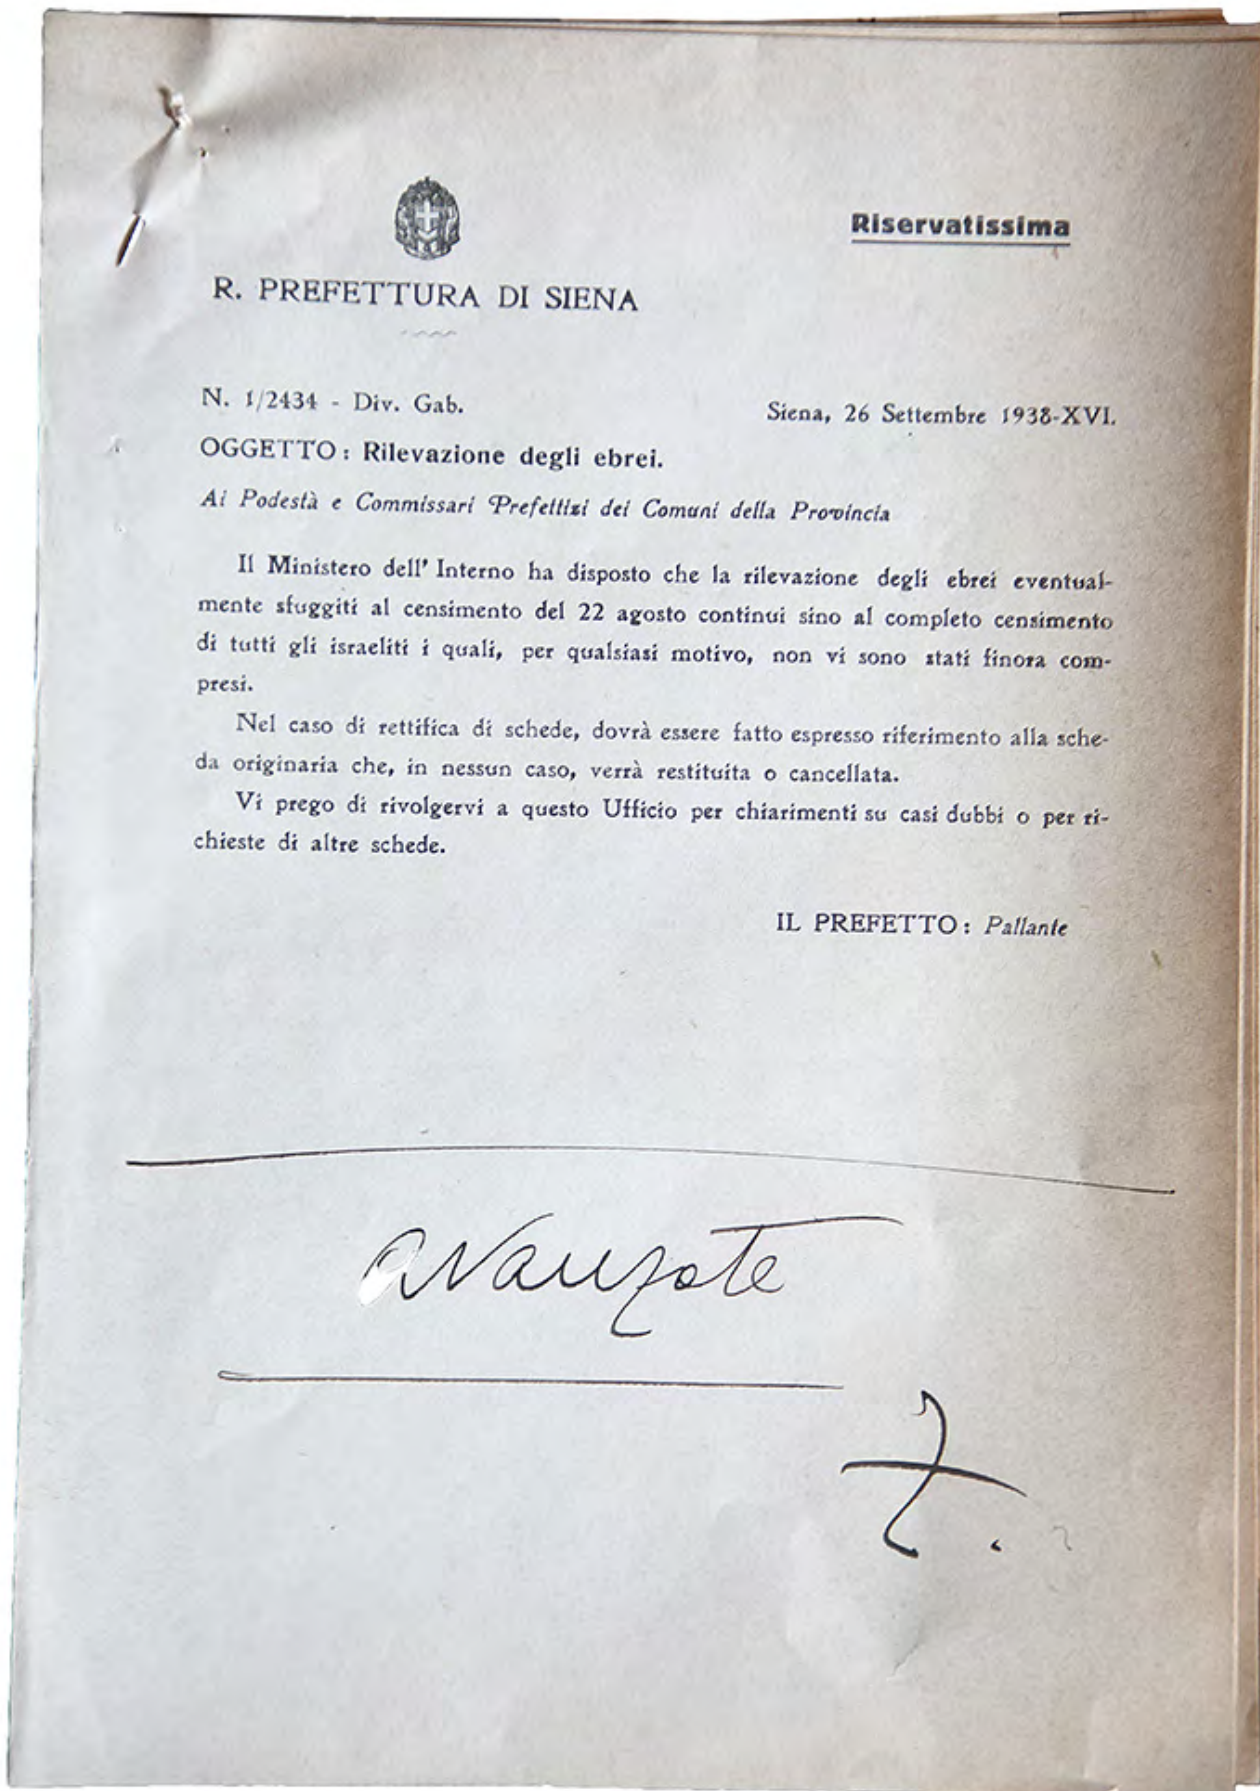 Riservatissima
R. PREFETTURA DI SIENA
N. 1/2434 - Div. Gab.
Siena, 26 Settembre 1938-XVI.
OGGETTO: Rilevazione degli ebrei.
Ai Podestà e Commissari Prefettizi dei Comuni della Provincia
Il Ministero dell' Interno ha disposto che la rilevazione degli ebrei eventual-
mente sfuggiti al censimento del 22 agosto continui sino al completo censimento
di tutti gli israeliti i quali, per qualsiasi motivo, non vi sono stati finora com-
presi.
Nel caso di rettifica di schede, dovrà essere fatto espresso riferimento alla sche-
da originaria che, in nessun caso, verrà restituita o cancellata.
Vi prego di rivolgervi a questo Ufficio per chiarimenti su casi dubbi o per ri-
chieste di altre schede.
IL PREFETTO: Pallante
avanzate